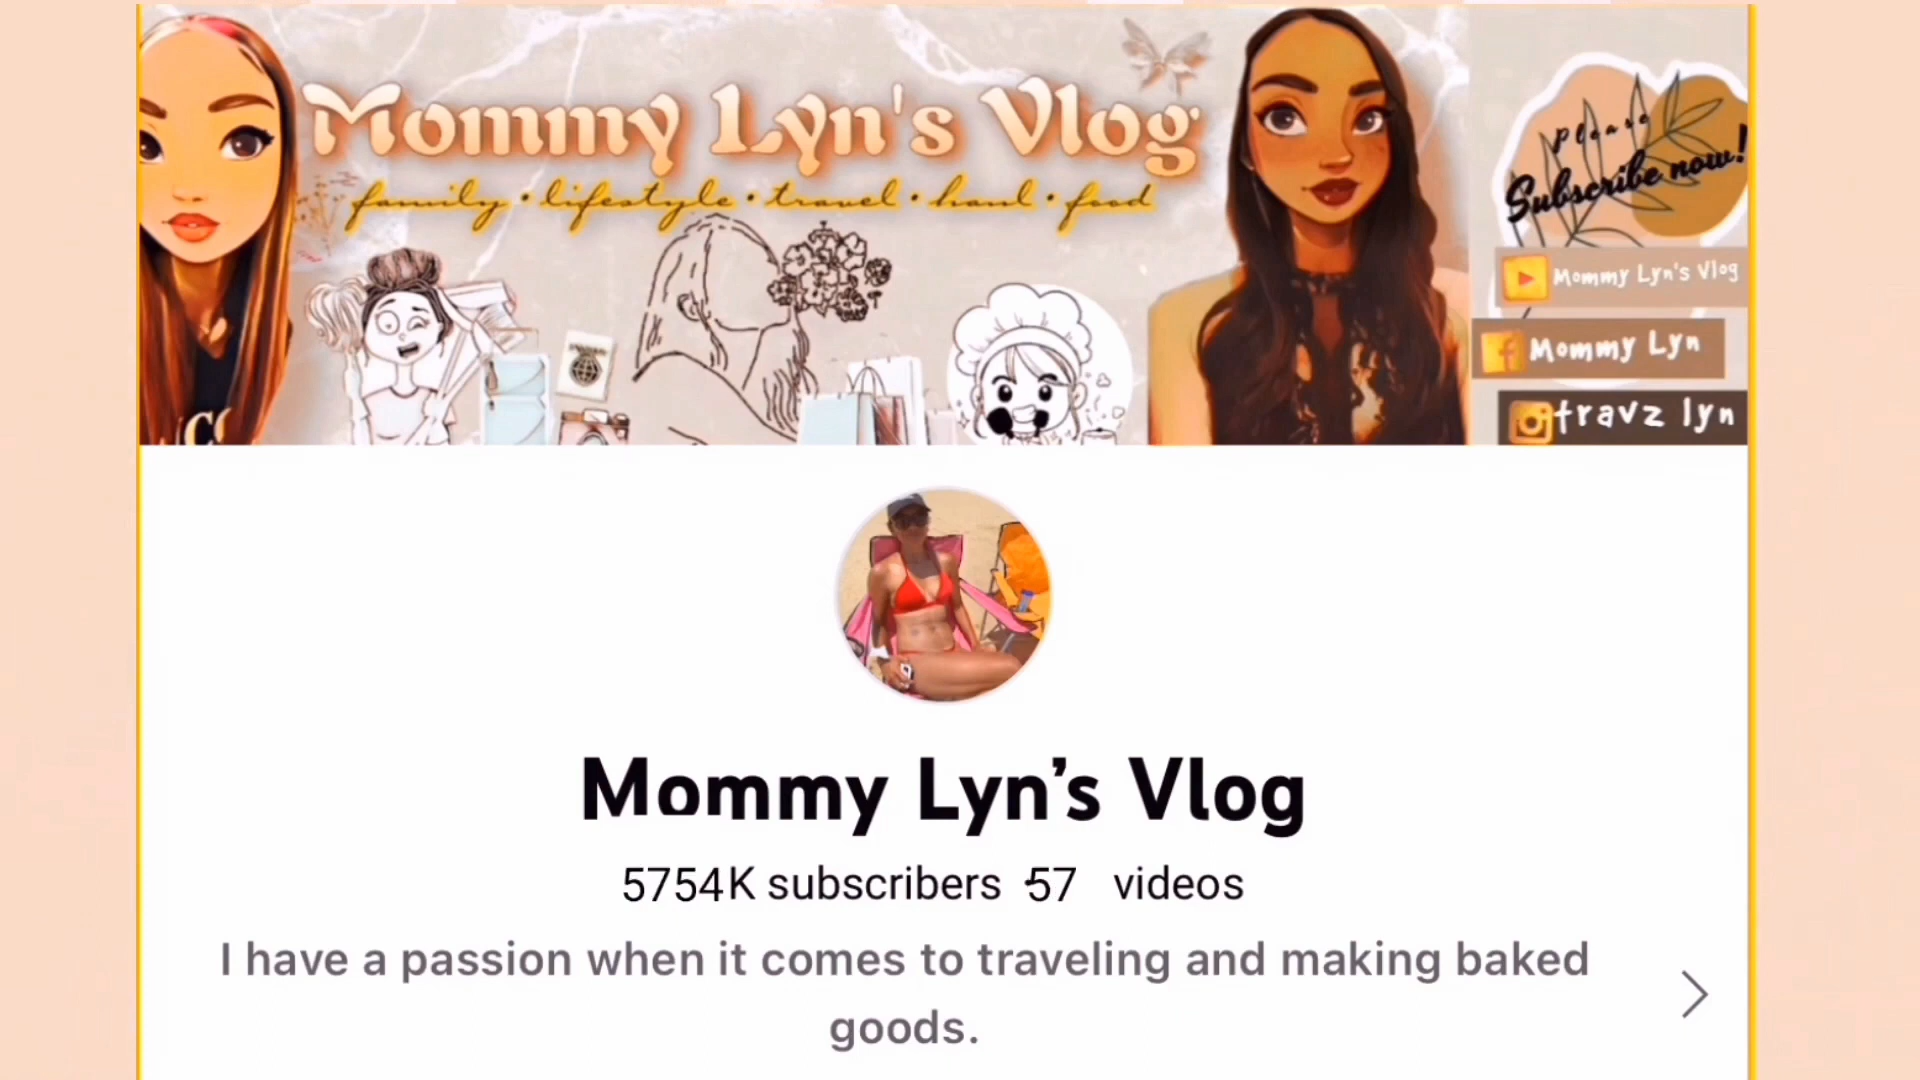 Mommy Lyn's Vlog
family • lifestyle • travel • haul • food
Please
Subscribe now!
Mommy Lyn's Vlog
Mommy Lyn
travz lyn
Mommy Lyn's Vlog
5754K subscribers ·57 videos
I have a passion when it comes to traveling and making baked
goods.